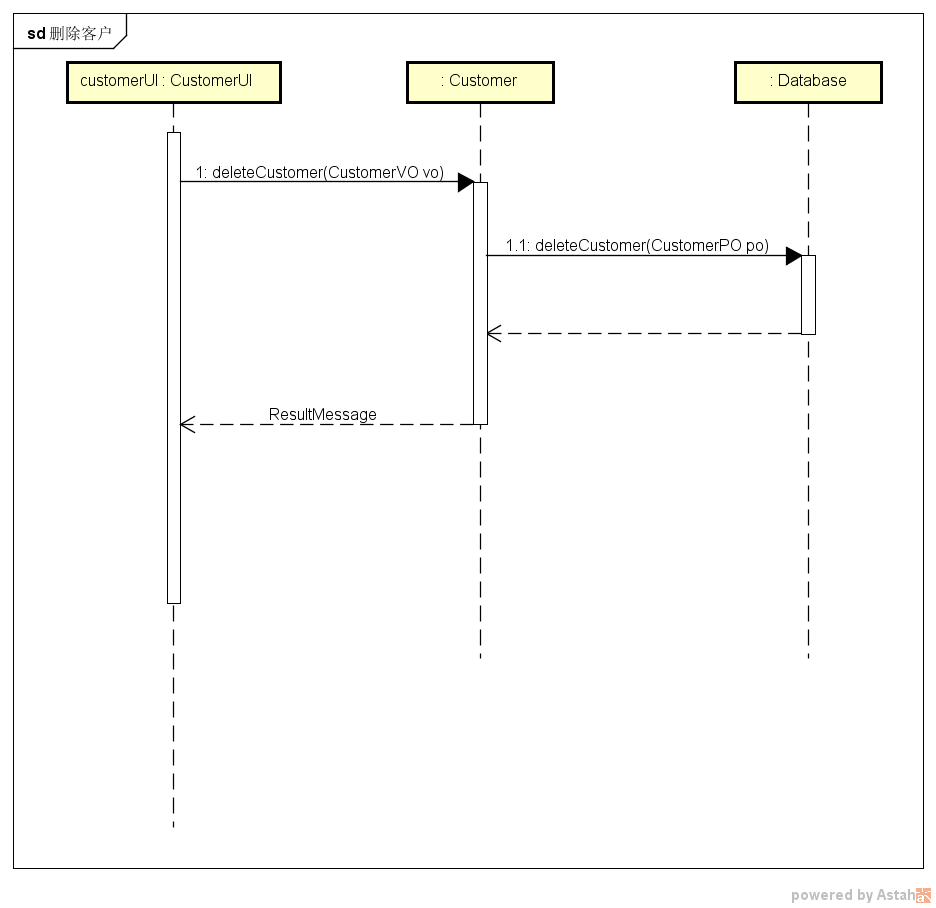 sd 删除客户
customerUI : CustomerUI
: Customer
: Database
1: deleteCustomer(CustomerVO vo)
1.1: deleteCustomer(CustomerPO po)
ResultMessage
powered by Astah